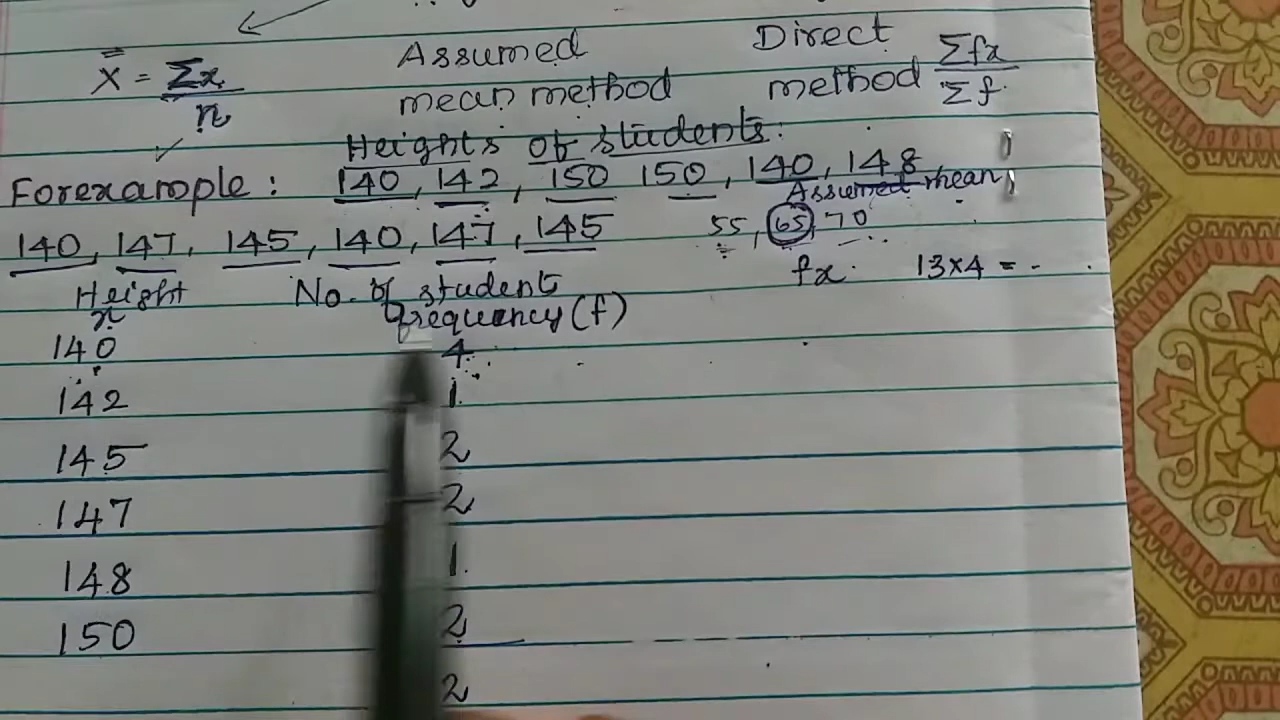 Assumed Direct
X̿ = Σx/n mean method method Σfx/Σf
Heights of students:
Forexample: 140, 142, 150 150, 140, 148,
Assumed mean
140, 147, 145, 140, 147, 145 55, 65, 70
fx. 13×4 = -
Height No. of student
x frequency (f)
140 4
142 1
145 2
147 2
148 1
150 2
2